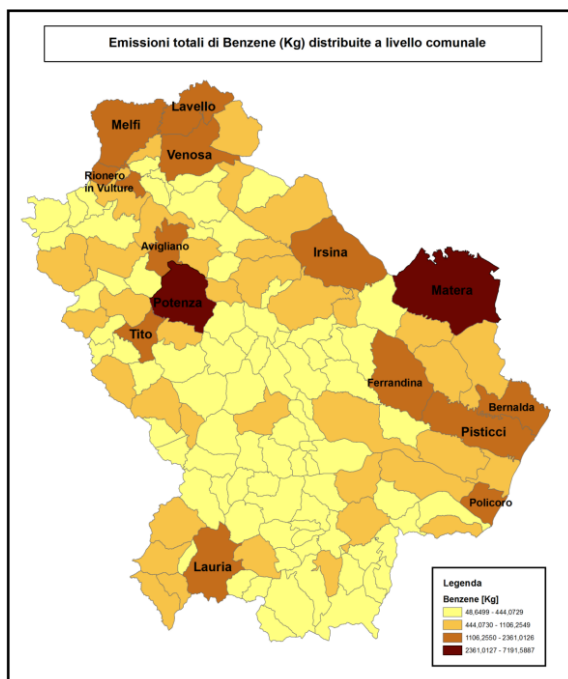 Emissioni totali di Benzene (Kg) distribuite a livello comunale
Lavello
Melfi
Venosa
Rionero
in Vulture
Avigliano
Irsina
Matera
Potenza
Tito
Ferrandina
Bernalda
Pisticci
Policoro
Lauria
Legenda
Benzene [Kg]
48,6499 - 444,0729
444,0730 - 1106,2549
1106,2550 - 2361,0126
2361,0127 - 7191,5887